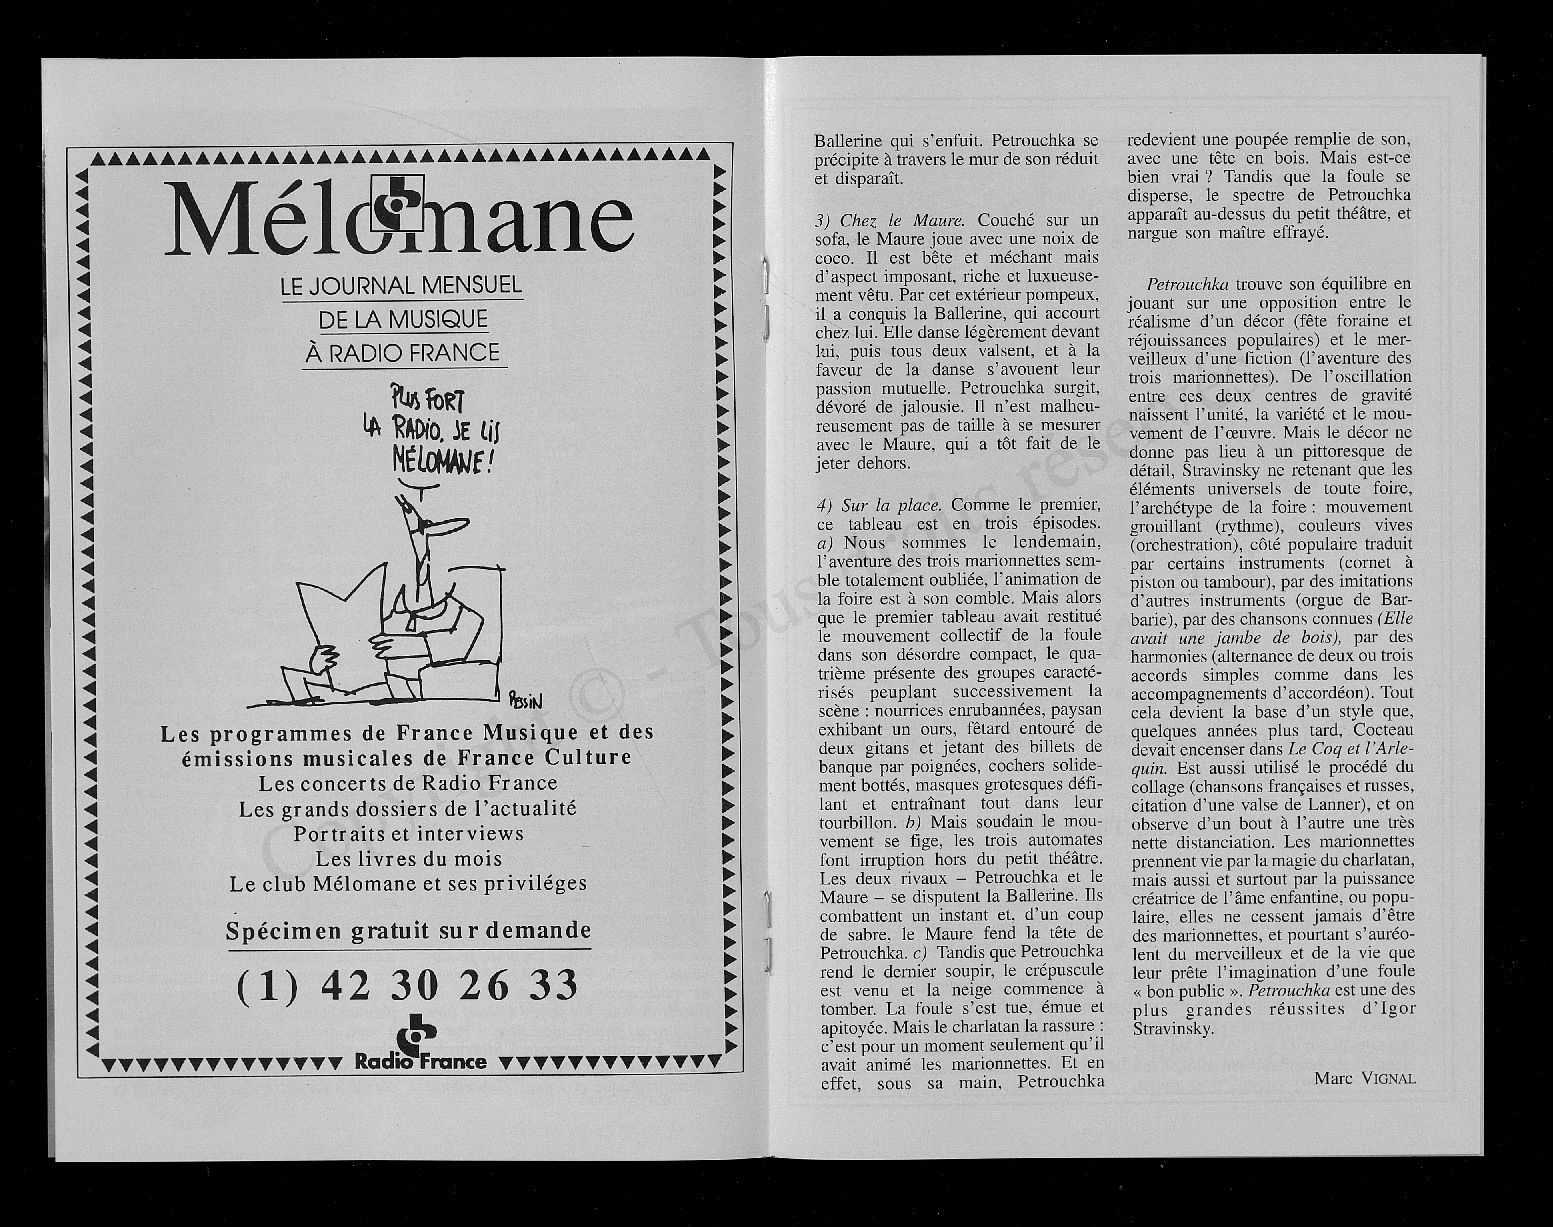 Mélomane
LE JOURNAL MENSUEL
DE LA MUSIQUE
À RADIO FRANCE
PLUS FORT
LA RADIO, JE LIS
MÉLOMANE !
PESSIN
Les programmes de France Musique et des
émissions musicales de France Culture
Les concerts de Radio France
Les grands dossiers de l'actualité
Portraits et interviews
Les livres du mois
Le club Mélomane et ses priviléges
Spécimen gratuit sur demande
(1) 42 30 26 33
Radio France
Ballerine qui s'enfuit. Petrouchka se
précipite à travers le mur de son réduit
et disparaît.
3) Chez le Maure. Couché sur un
sofa, le Maure joue avec une noix de
coco. Il est bête et méchant mais
d'aspect imposant, riche et luxueuse-
ment vêtu. Par cet extérieur pompeux,
il a conquis la Ballerine, qui accourt
chez lui. Elle danse légèrement devant
lui, puis tous deux valsent, et à la
faveur de la danse s'avouent leur
passion mutuelle. Petrouchka surgit,
dévoré de jalousie. Il n'est malheu-
reusement pas de taille à se mesurer
avec le Maure, qui a tôt fait de le
jeter dehors.
4) Sur la place. Comme le premier,
ce tableau est en trois épisodes.
a) Nous sommes le lendemain,
l'aventure des trois marionnettes sem-
ble totalement oubliée, l'animation de
la foire est à son comble. Mais alors
que le premier tableau avait restitué
le mouvement collectif de la foule
dans son désordre compact, le qua-
trième présente des groupes caracté-
risés peuplant successivement la
scène : nourrices enrubannées, paysan
exhibant un ours, fêtard entouré de
deux gitans et jetant des billets de
banque par poignées, cochers solide-
ment bottés, masques grotesques défi-
lant et entraînant tout dans leur
tourbillon. b) Mais soudain le mou-
vement se fige, les trois automates
font irruption hors du petit théâtre.
Les deux rivaux – Petrouchka et le
Maure – se disputent la Ballerine. Ils
combattent un instant et, d'un coup
de sabre, le Maure fend la tête de
Petrouchka. c) Tandis que Petrouchka
rend le dernier soupir, le crépuscule
est venu et la neige commence à
tomber. La foule s'est tue, émue et
apitoyée. Mais le charlatan la rassure :
c'est pour un moment seulement qu'il
avait animé les marionnettes. Et en
effet, sous sa main, Petrouchka
redevient une poupée remplie de son,
avec une tête en bois. Mais est-ce
bien vrai ? Tandis que la foule se
disperse, le spectre de Petrouchka
apparaît au-dessus du petit théâtre, et
nargue son maître effrayé.
Petrouchka trouve son équilibre en
jouant sur une opposition entre le
réalisme d'un décor (fête foraine et
réjouissances populaires) et le mer-
veilleux d'une fiction (l'aventure des
trois marionnettes). De l'oscillation
entre ces deux centres de gravité
naissent l'unité, la variété et le mou-
vement de l'œuvre. Mais le décor ne
donne pas lieu à un pittoresque de
détail, Stravinsky ne retenant que les
éléments universels de toute foire,
l'archétype de la foire : mouvement
grouillant (rythme), couleurs vives
(orchestration), côté populaire traduit
par certains instruments (cornet à
piston ou tambour), par des imitations
d'autres instruments (orgue de Bar-
barie), par des chansons connues (Elle
avait une jambe de bois), par des
harmonies (alternance de deux ou trois
accords simples comme dans les
accompagnements d'accordéon). Tout
cela devient la base d'un style que,
quelques années plus tard, Cocteau
devait encenser dans Le Coq et l'Arle-
quin. Est aussi utilisé le procédé du
collage (chansons françaises et russes,
citation d'une valse de Lanner), et on
observe d'un bout à l'autre une très
nette distanciation. Les marionnettes
prennent vie par la magie du charlatan,
mais aussi et surtout par la puissance
créatrice de l'âme enfantine, ou popu-
laire, elles ne cessent jamais d'être
des marionnettes, et pourtant s'auréo-
lent du merveilleux et de la vie que
leur prête l'imagination d'une foule
« bon public ». Petrouchka est une des
plus grandes réussites d'Igor
Stravinsky.
Marc VIGNAL